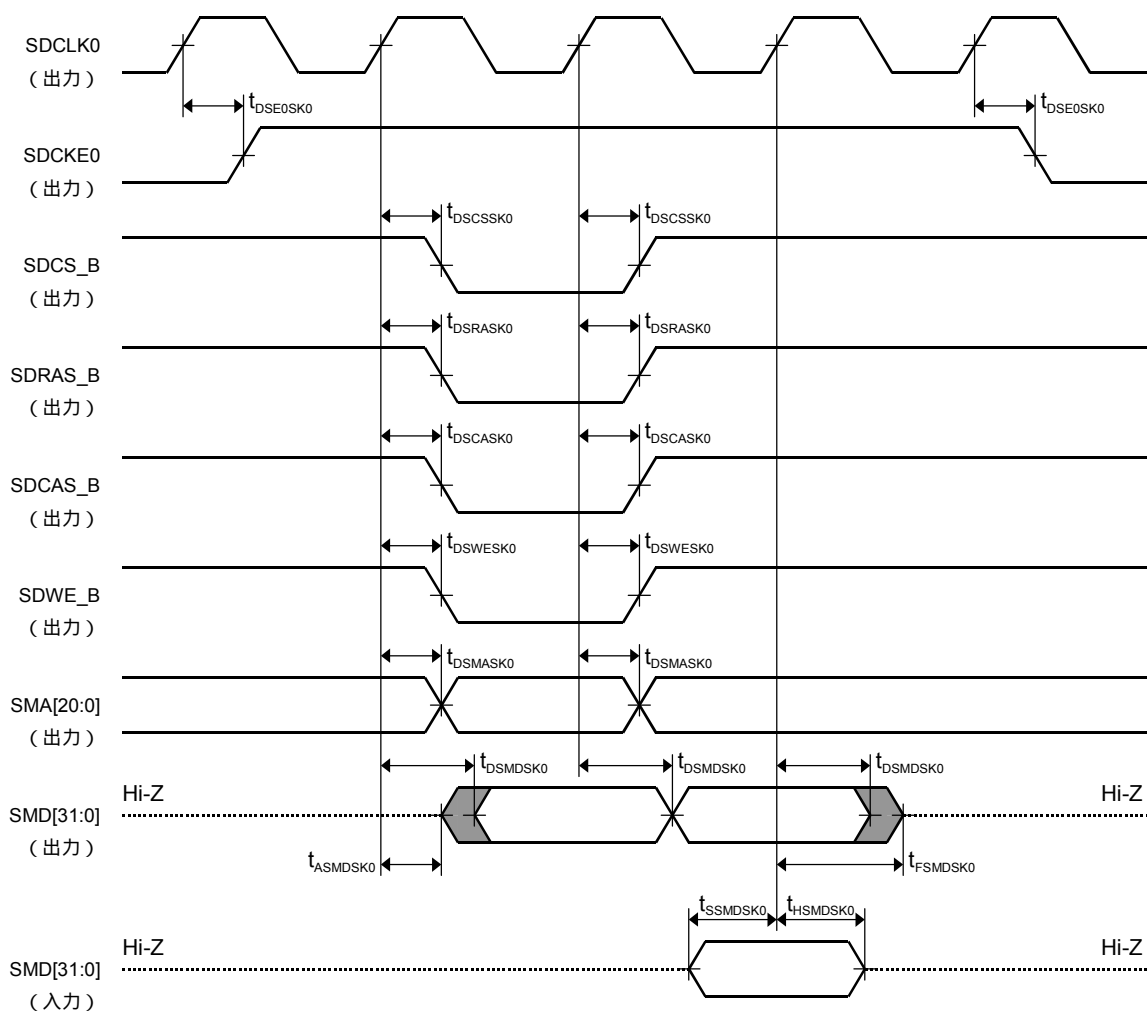 SDCLK0
（出力）
tDSE0SK0 tDSE0SK0
SDCKE0
（出力）
tDSCSSK0 tDSCSSK0
SDCS_B
（出力）
tDSRASK0 tDSRASK0
SDRAS_B
（出力）
tDSCASK0 tDSCASK0
SDCAS_B
（出力）
tDSWESK0 tDSWESK0
SDWE_B
（出力）
tDSMASK0 tDSMASK0
SMA[20:0]
（出力）
tDSMDSK0 tDSMDSK0 tDSMDSK0
Hi-Z Hi-Z
SMD[31:0]
（出力）
tASMDSK0 tFSMDSK0
tSSMDSK0 tHSMDSK0
Hi-Z Hi-Z
SMD[31:0]
（入力）